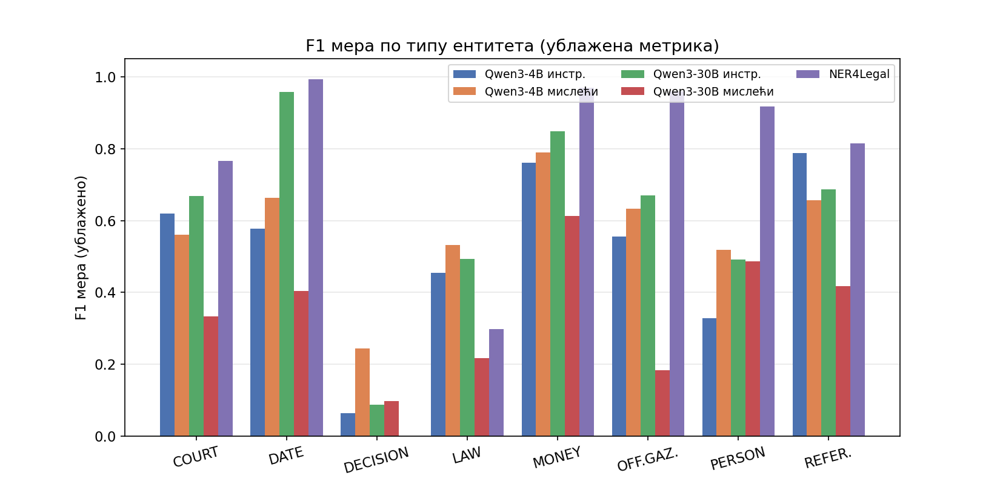 F1 мера по типу ентитета (ублажена метрика)
Qwen3-4B инстр.
Qwen3-4B мислећи
Qwen3-30B инстр.
Qwen3-30B мислећи
NER4Legal
F1 мера (ублажено)
1.0
0.8
0.6
0.4
0.2
0.0
COURT
DATE
DECISION
LAW
MONEY
OFF.GAZ.
PERSON
REFER.